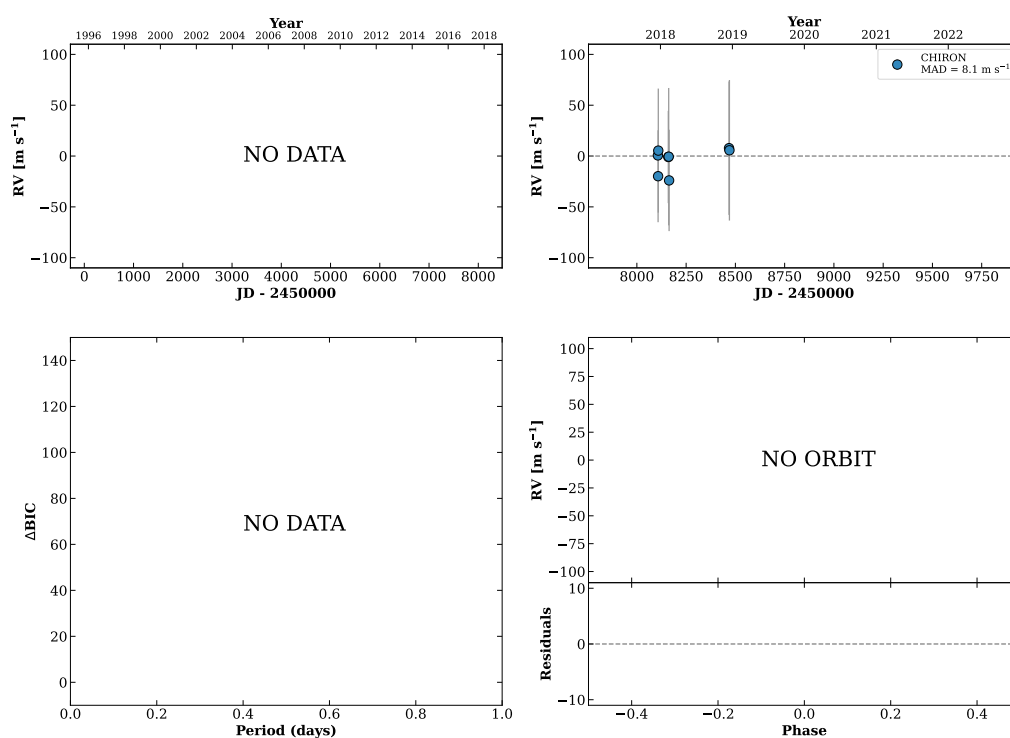 Year
1996 1998 2000 2002 2004 2006 2008 2010 2012 2014 2016 2018
100
50
0
−50
−100
RV [m s⁻¹]
NO DATA
0 1000 2000 3000 4000 5000 6000 7000 8000
JD - 2450000
Year
2018 2019 2020 2021 2022
100
50
0
−50
−100
RV [m s⁻¹]
CHIRON
MAD = 8.1 m s⁻¹
8000 8250 8500 8750 9000 9250 9500 9750
JD - 2450000
140
120
100
80
60
40
20
0
ΔBIC
NO DATA
0.0 0.2 0.4 0.6 0.8 1.0
Period (days)
100
75
50
25
0
−25
−50
−75
−100
RV [m s⁻¹]
NO ORBIT
10
0
−10
Residuals
−0.4 −0.2 0.0 0.2 0.4
Phase